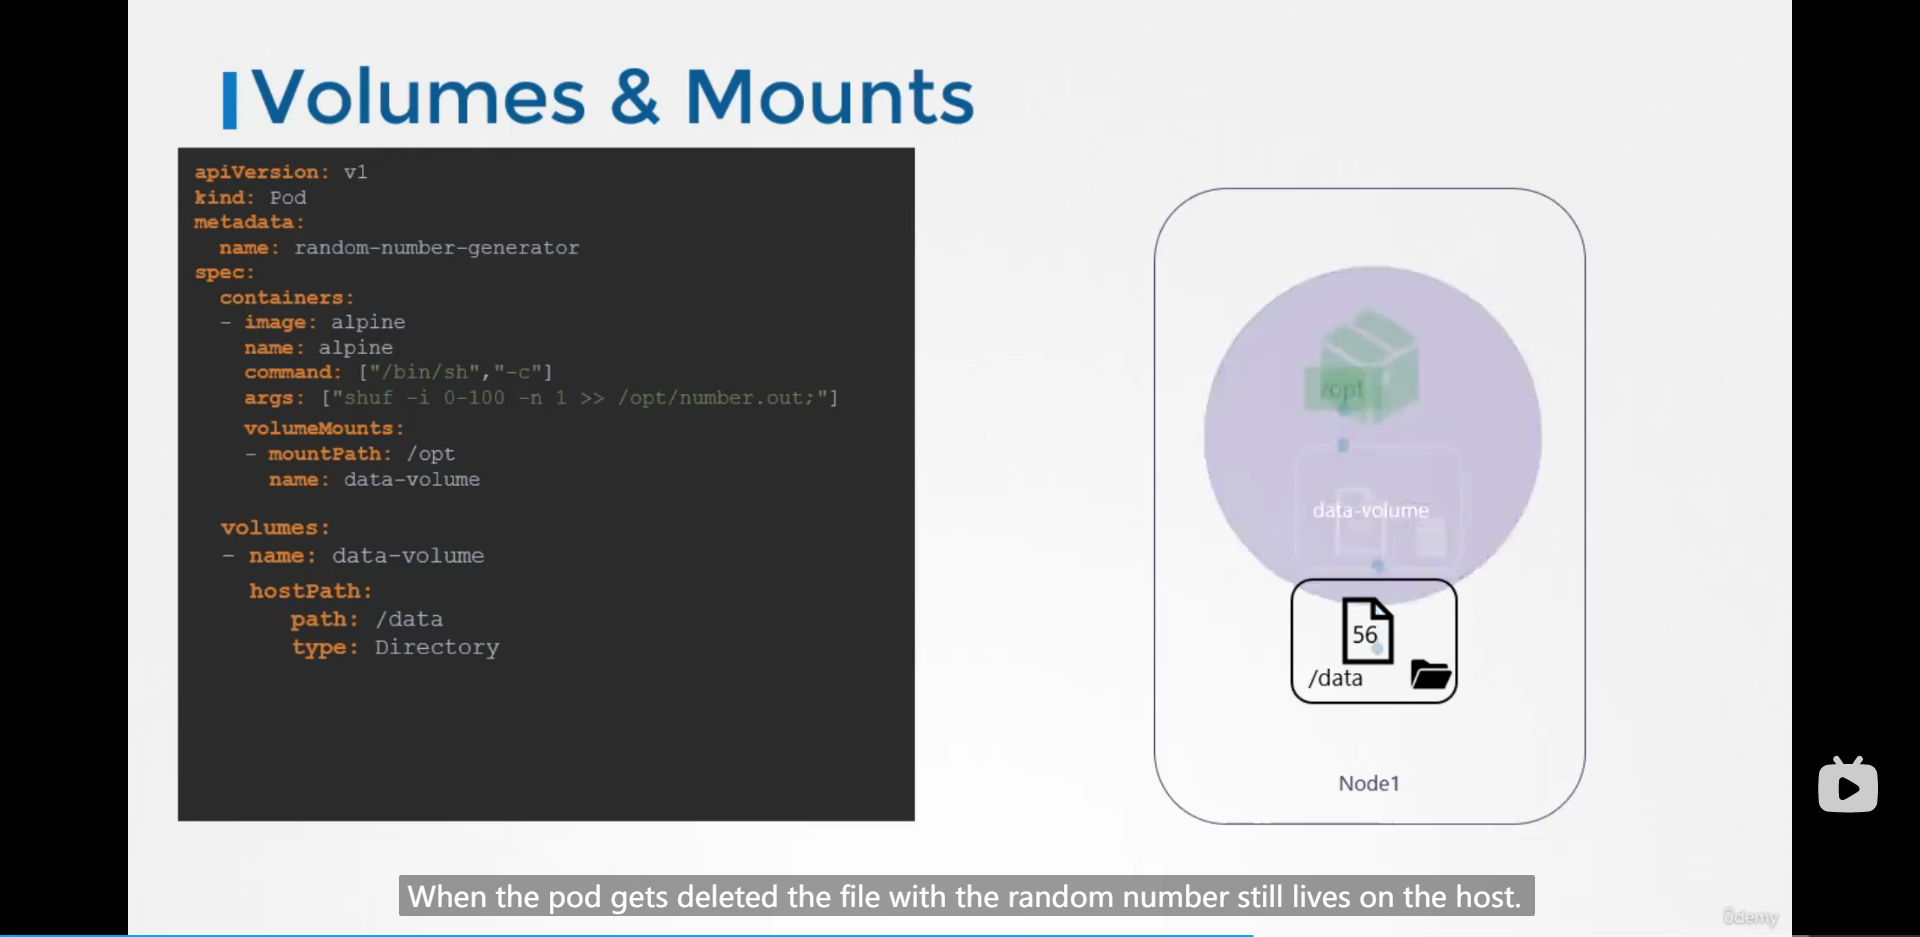 Volumes & Mounts
apiVersion: v1
kind: Pod
metadata:
  name: random-number-generator
spec:
  containers:
  - image: alpine
    name: alpine
    command: ["/bin/sh","-c"]
    args: ["shuf -i 0-100 -n 1 >> /opt/number.out;"]
    volumeMounts:
    - mountPath: /opt
      name: data-volume
  volumes:
  - name: data-volume
    hostPath:
       path: /data
       type: Directory
/opt
data-volume
56
/data
Node1
When the pod gets deleted the file with the random number still lives on the host.
ûdemy